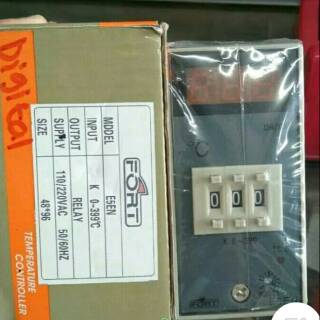 Digital
FORT
MODEL E5EN
INPUT K 0-399℃
OUTPUT RELAY
SUPPLY 110/220VAC 50/60HZ
SIZE 48*96
TEMPERATURE
CONTROLLER
0 0 0